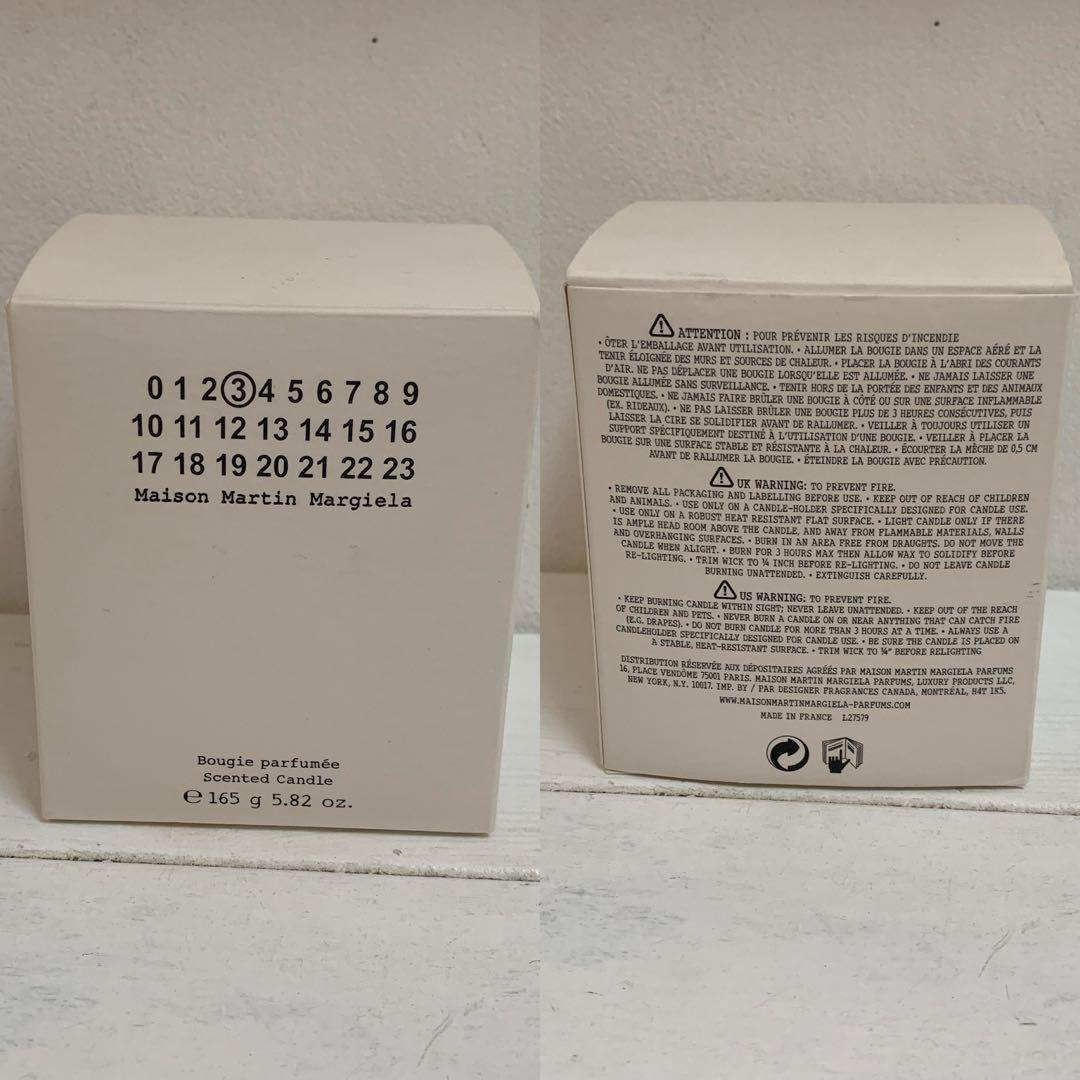 0 1 2 3 4 5 6 7 8 9
10 11 12 13 14 15 16
17 18 19 20 21 22 23
Maison Martin Margiela
Bougie parfumée
Scented Candle
℮ 165 g 5.82 oz.
ATTENTION : POUR PRÉVENIR LES RISQUES D'INCENDIE
• ÔTER L'EMBALLAGE AVANT UTILISATION. • ALLUMER LA BOUGIE DANS UN ESPACE AÉRÉ ET LA
TENIR ÉLOIGNÉE DES MURS ET SOURCES DE CHALEUR. • PLACER LA BOUGIE À L'ABRI DES COURANTS
D'AIR. NE PAS DÉPLACER UNE BOUGIE LORSQU'ELLE EST ALLUMÉE. • NE JAMAIS LAISSER UNE
BOUGIE ALLUMÉE SANS SURVEILLANCE. • TENIR HORS DE LA PORTÉE DES ENFANTS ET DES ANIMAUX
DOMESTIQUES. • NE JAMAIS FAIRE BRÛLER UNE BOUGIE À CÔTÉ OU SUR UNE SURFACE INFLAMMABLE
(EX. RIDEAUX). • NE PAS LAISSER BRÛLER UNE BOUGIE PLUS DE 3 HEURES CONSÉCUTIVES, PUIS
LAISSER LA CIRE SE SOLIDIFIER AVANT DE RALLUMER. • VEILLER À TOUJOURS UTILISER UN
SUPPORT SPÉCIFIQUEMENT DESTINÉ À L'UTILISATION D'UNE BOUGIE. • VEILLER À PLACER LA
BOUGIE SUR UNE SURFACE STABLE ET RÉSISTANTE À LA CHALEUR. • ÉCOURTER LA MÈCHE DE 0,5 CM
AVANT DE RALLUMER LA BOUGIE. • ÉTEINDRE LA BOUGIE AVEC PRÉCAUTION.
UK WARNING: TO PREVENT FIRE.
• REMOVE ALL PACKAGING AND LABELLING BEFORE USE. • KEEP OUT OF REACH OF CHILDREN
AND ANIMALS. • USE ONLY ON A CANDLE-HOLDER SPECIFICALLY DESIGNED FOR CANDLE USE.
• USE ONLY ON A ROBUST HEAT RESISTANT FLAT SURFACE. • LIGHT CANDLE ONLY IF THERE
IS AMPLE HEAD ROOM ABOVE THE CANDLE, AND AWAY FROM FLAMMABLE MATERIALS, WALLS
AND OVERHANGING SURFACES. • BURN IN AN AREA FREE FROM DRAUGHTS. DO NOT MOVE THE
CANDLE WHEN ALIGHT. • BURN FOR 3 HOURS MAX THEN ALLOW WAX TO SOLIDIFY BEFORE
RE-LIGHTING. • TRIM WICK TO ¼ INCH BEFORE RE-LIGHTING. • DO NOT LEAVE CANDLE
BURNING UNATTENDED. • EXTINGUISH CAREFULLY.
US WARNING: TO PREVENT FIRE.
• KEEP BURNING CANDLE WITHIN SIGHT; NEVER LEAVE UNATTENDED. • KEEP OUT OF THE REACH
OF CHILDREN AND PETS. • NEVER BURN A CANDLE ON OR NEAR ANYTHING THAT CAN CATCH FIRE
(E.G. DRAPES). • DO NOT BURN CANDLE FOR MORE THAN 3 HOURS AT A TIME. • ALWAYS USE A
CANDLEHOLDER SPECIFICALLY DESIGNED FOR CANDLE USE. • BE SURE THE CANDLE IS PLACED ON
A STABLE, HEAT-RESISTANT SURFACE. • TRIM WICK TO ¼" BEFORE RELIGHTING
DISTRIBUTION RÉSERVÉE AUX DÉPOSITAIRES AGRÉÉS PAR MAISON MARTIN MARGIELA PARFUMS
16, PLACE VENDÔME 75001 PARIS. MAISON MARTIN MARGIELA PARFUMS, LUXURY PRODUCTS LLC,
NEW YORK, N.Y. 10017. IMP. BY / PAR DESIGNER FRAGRANCES CANADA, MONTRÉAL, H4T 1K5.
WWW.MAISONMARTINMARGIELA-PARFUMS.COM
MADE IN FRANCE L27579